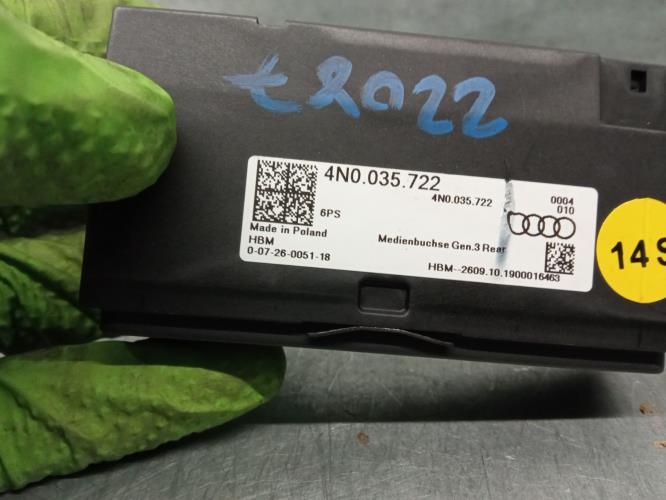 t2022
4N0.035.722
4N0.035.722
0004
010
6PS
Made in Poland
HBM
Medienbuchse Gen.3 Rear
0-07-26-0051-18
HBM--2609.10.1900016463
14S